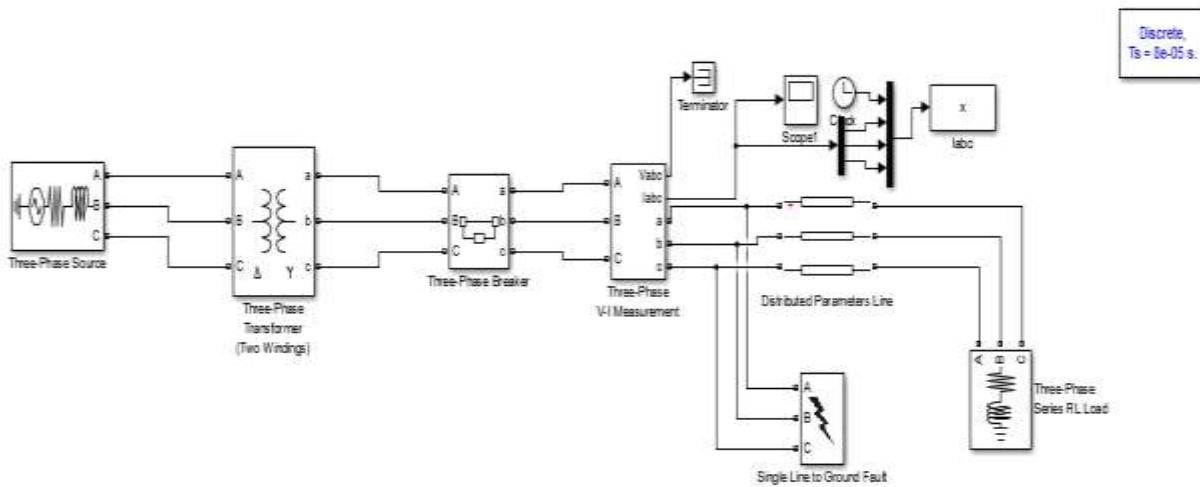 Discrete,
Ts = 8e-05 s.
Terminator
Scope1
Clock
x
Iabc
A
B
C
Three-Phase Source
A
B
C
a
b
c
Δ Y
Three-Phase
Transformer
(Two Windings)
A
B
C
a
b
c
Three-Phase Breaker
A
B
C
Vabc
Iabc
a
b
c
Three-Phase
V-I Measurement
Distributed Parameters Line
A
B
C
Three-Phase
Series RL Load
A
B
C
Single Line to Ground Fault